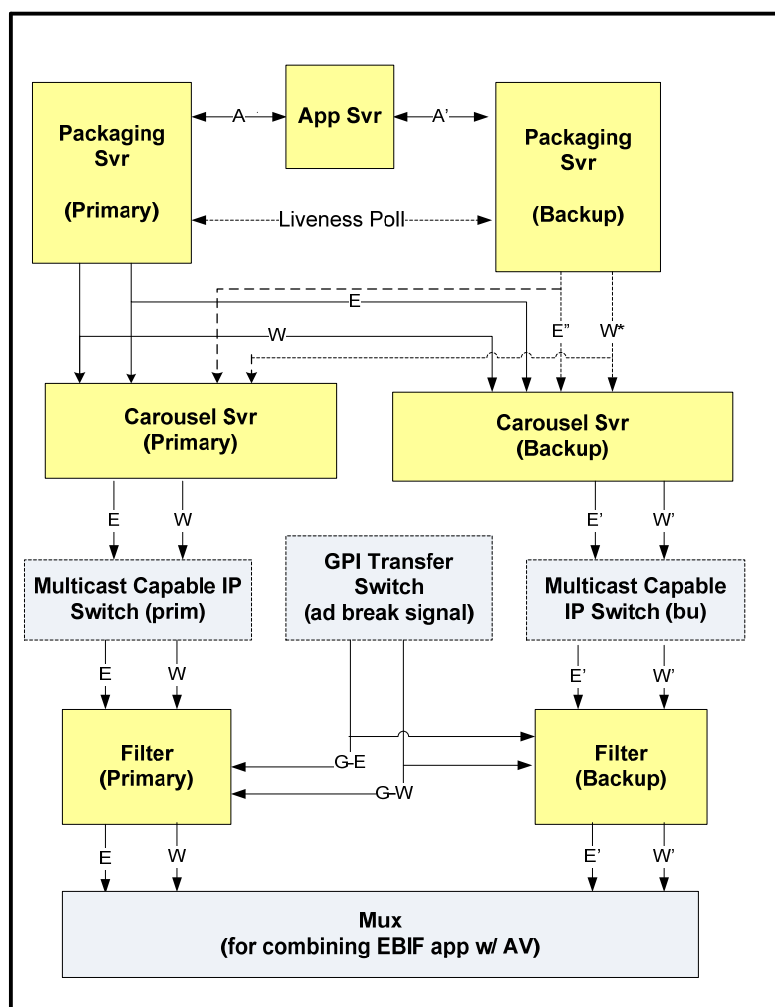 Packaging
Svr
(Primary)
A
App Svr
A'
Packaging
Svr
(Backup)
Liveness Poll
E
W
E"
W*
Carousel Svr
(Primary)
Carousel Svr
(Backup)
E
W
E'
W'
Multicast Capable IP
Switch (prim)
GPI Transfer
Switch
(ad break signal)
Multicast Capable
IP Switch (bu)
E
W
E'
W'
Filter
(Primary)
G-E
G-W
Filter
(Backup)
E
W
E'
W'
Mux
(for combining EBIF app w/ AV)